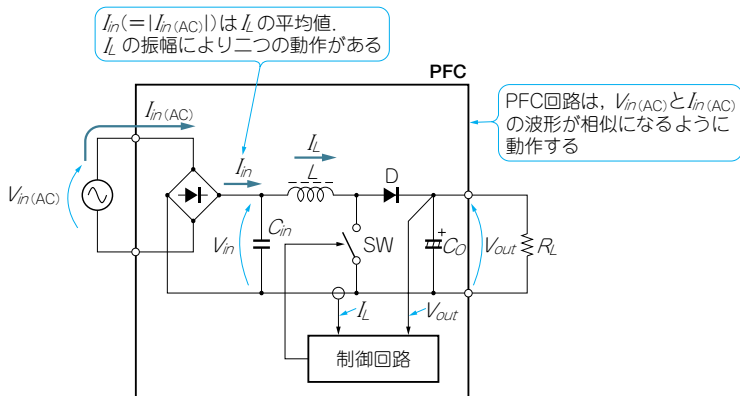 Iin(=|Iin(AC)|)はILの平均値.
ILの振幅により二つの動作がある
PFC
PFC回路は，Vin(AC)とIin(AC)
の波形が相似になるように
動作する
Iin(AC)
Iin
IL
L
D
Vin(AC)
Vin
Cin
SW
+
CO
Vout
RL
IL
Vout
制御回路